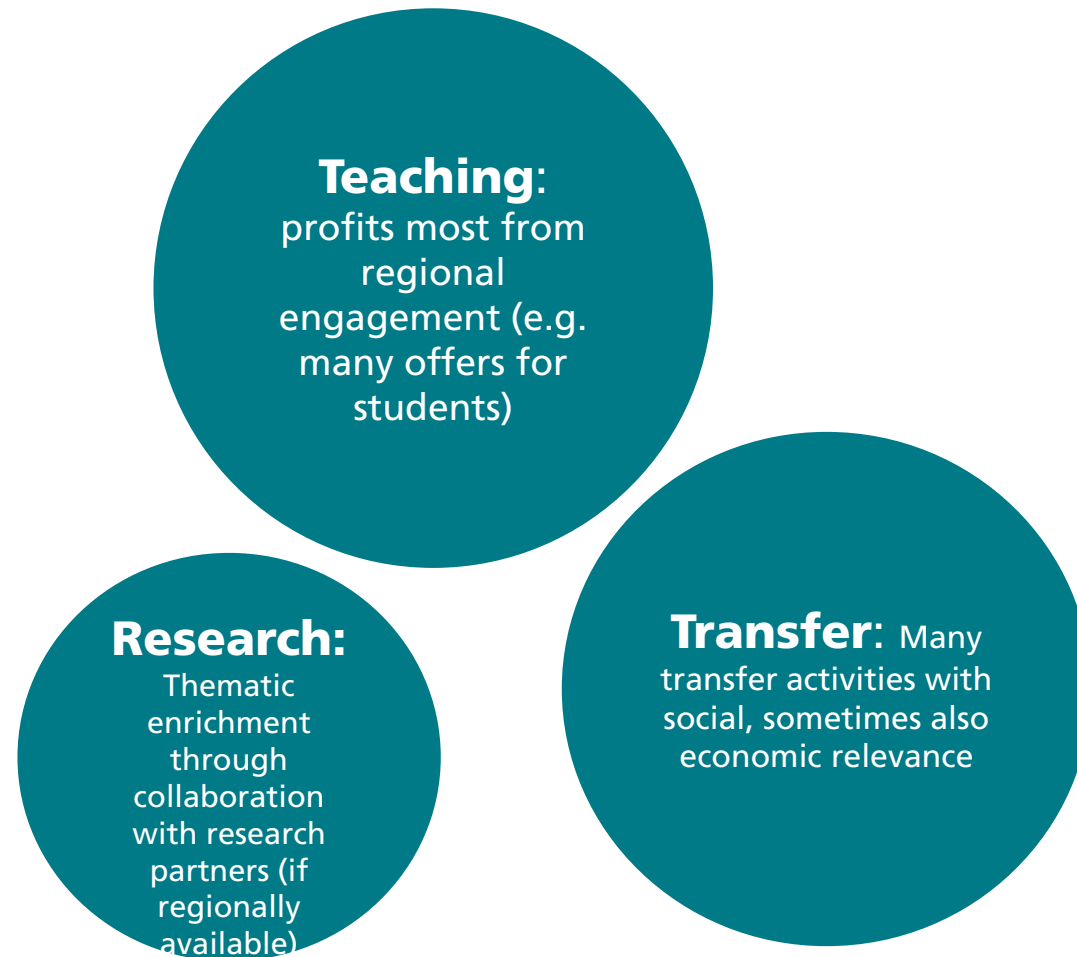 Teaching:
profits most from
regional
engagement (e.g.
many offers for
students)
Research:
Thematic
enrichment
through
collaboration
with research
partners (if
regionally
available)
Transfer: Many
transfer activities with
social, sometimes also
economic relevance